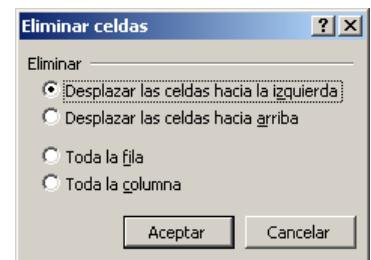 Eliminar celdas
Eliminar
Desplazar las celdas hacia la izquierda
Desplazar las celdas hacia arriba
Toda la fila
Toda la columna
Aceptar Cancelar